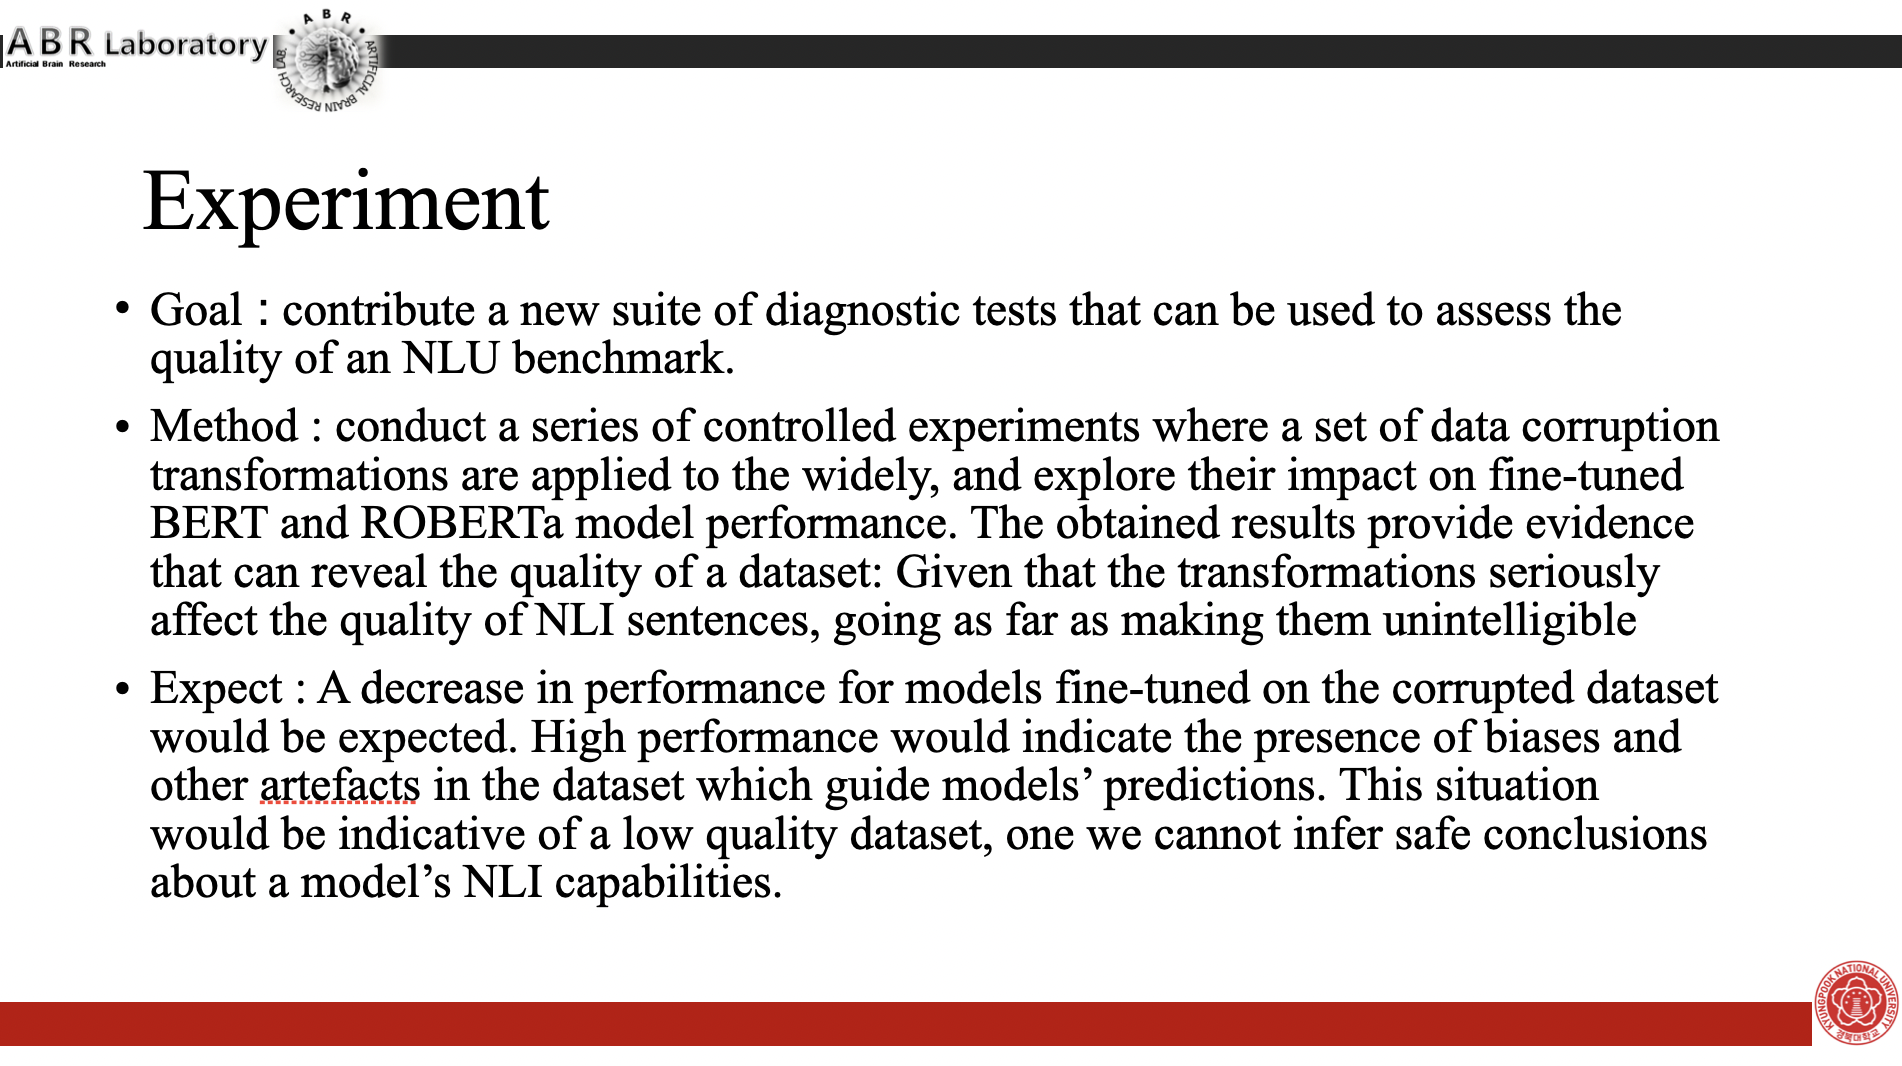 ABR Laboratory
Artificial Brain Research
A B R
ARTIFICIAL BRAIN RESEARCH LAB.
Experiment
• Goal : contribute a new suite of diagnostic tests that can be used to assess the
quality of an NLU benchmark.
• Method : conduct a series of controlled experiments where a set of data corruption
transformations are applied to the widely, and explore their impact on fine-tuned
BERT and ROBERTa model performance. The obtained results provide evidence
that can reveal the quality of a dataset: Given that the transformations seriously
affect the quality of NLI sentences, going as far as making them unintelligible
• Expect : A decrease in performance for models fine-tuned on the corrupted dataset
would be expected. High performance would indicate the presence of biases and
other artefacts in the dataset which guide models’ predictions. This situation
would be indicative of a low quality dataset, one we cannot infer safe conclusions
about a model’s NLI capabilities.
KYUNGPOOK NATIONAL UNIVERSITY
경북대학교